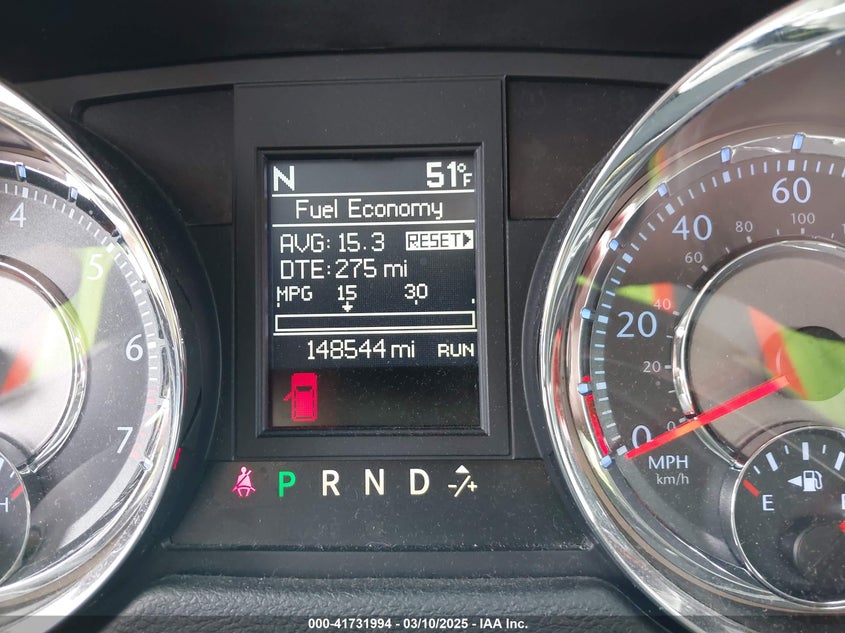 N 51°F
Fuel Economy
AVG: 15.3 RESET
DTE: 275 mi
MPG 15 30
148544 mi RUN
P R N D -/+
4
5
6
7
H
0
20
40
60
20
40
60
80
100
MPH
km/h
E
000-41731994 - 03/10/2025 - IAA Inc.